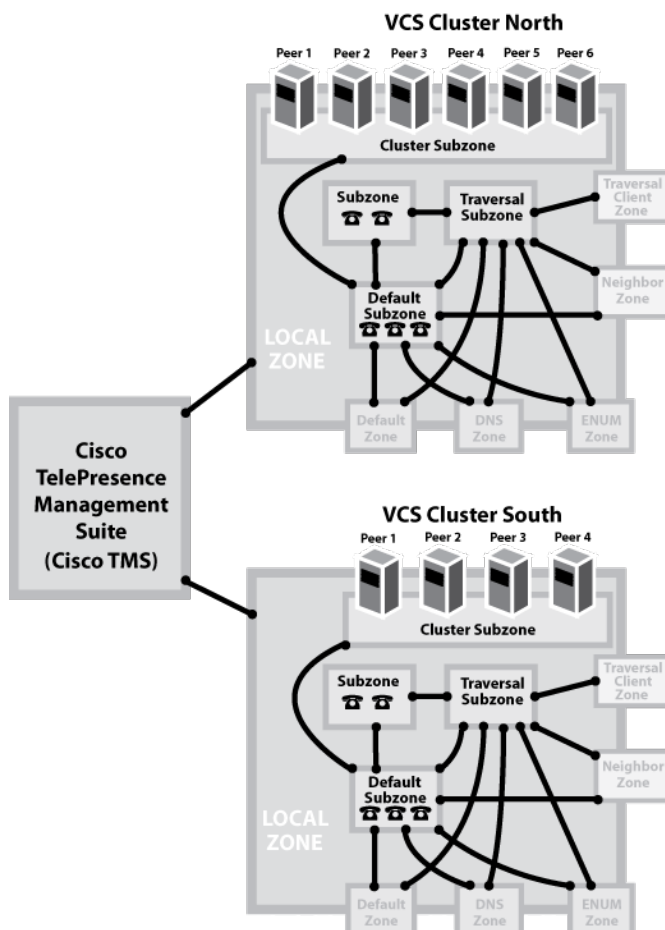 VCS Cluster North
Peer 1 Peer 2 Peer 3 Peer 4 Peer 5 Peer 6
Cluster Subzone
Subzone
Traversal
Subzone
Traversal
Client
Zone
Default
Subzone
Neighbor
Zone
LOCAL
ZONE
Default
Zone
DNS
Zone
ENUM
Zone
Cisco
TelePresence
Management
Suite
(Cisco TMS)
VCS Cluster South
Peer 1 Peer 2 Peer 3 Peer 4
Cluster Subzone
Subzone
Traversal
Subzone
Traversal
Client
Zone
Default
Subzone
Neighbor
Zone
LOCAL
ZONE
Default
Zone
DNS
Zone
ENUM
Zone